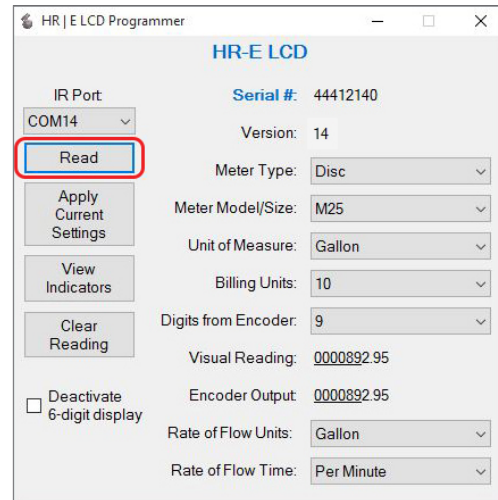 HR | E LCD Programmer
HR-E LCD
IR Port
COM14
Read
Apply
Current
Settings
View
Indicators
Clear
Reading
Deactivate
6-digit display
Serial #: 44412140
Version: 14
Meter Type: Disc
Meter Model/Size: M25
Unit of Measure: Gallon
Billing Units: 10
Digits from Encoder: 9
Visual Reading: 0000892.95
Encoder Output: 0000892.95
Rate of Flow Units: Gallon
Rate of Flow Time: Per Minute